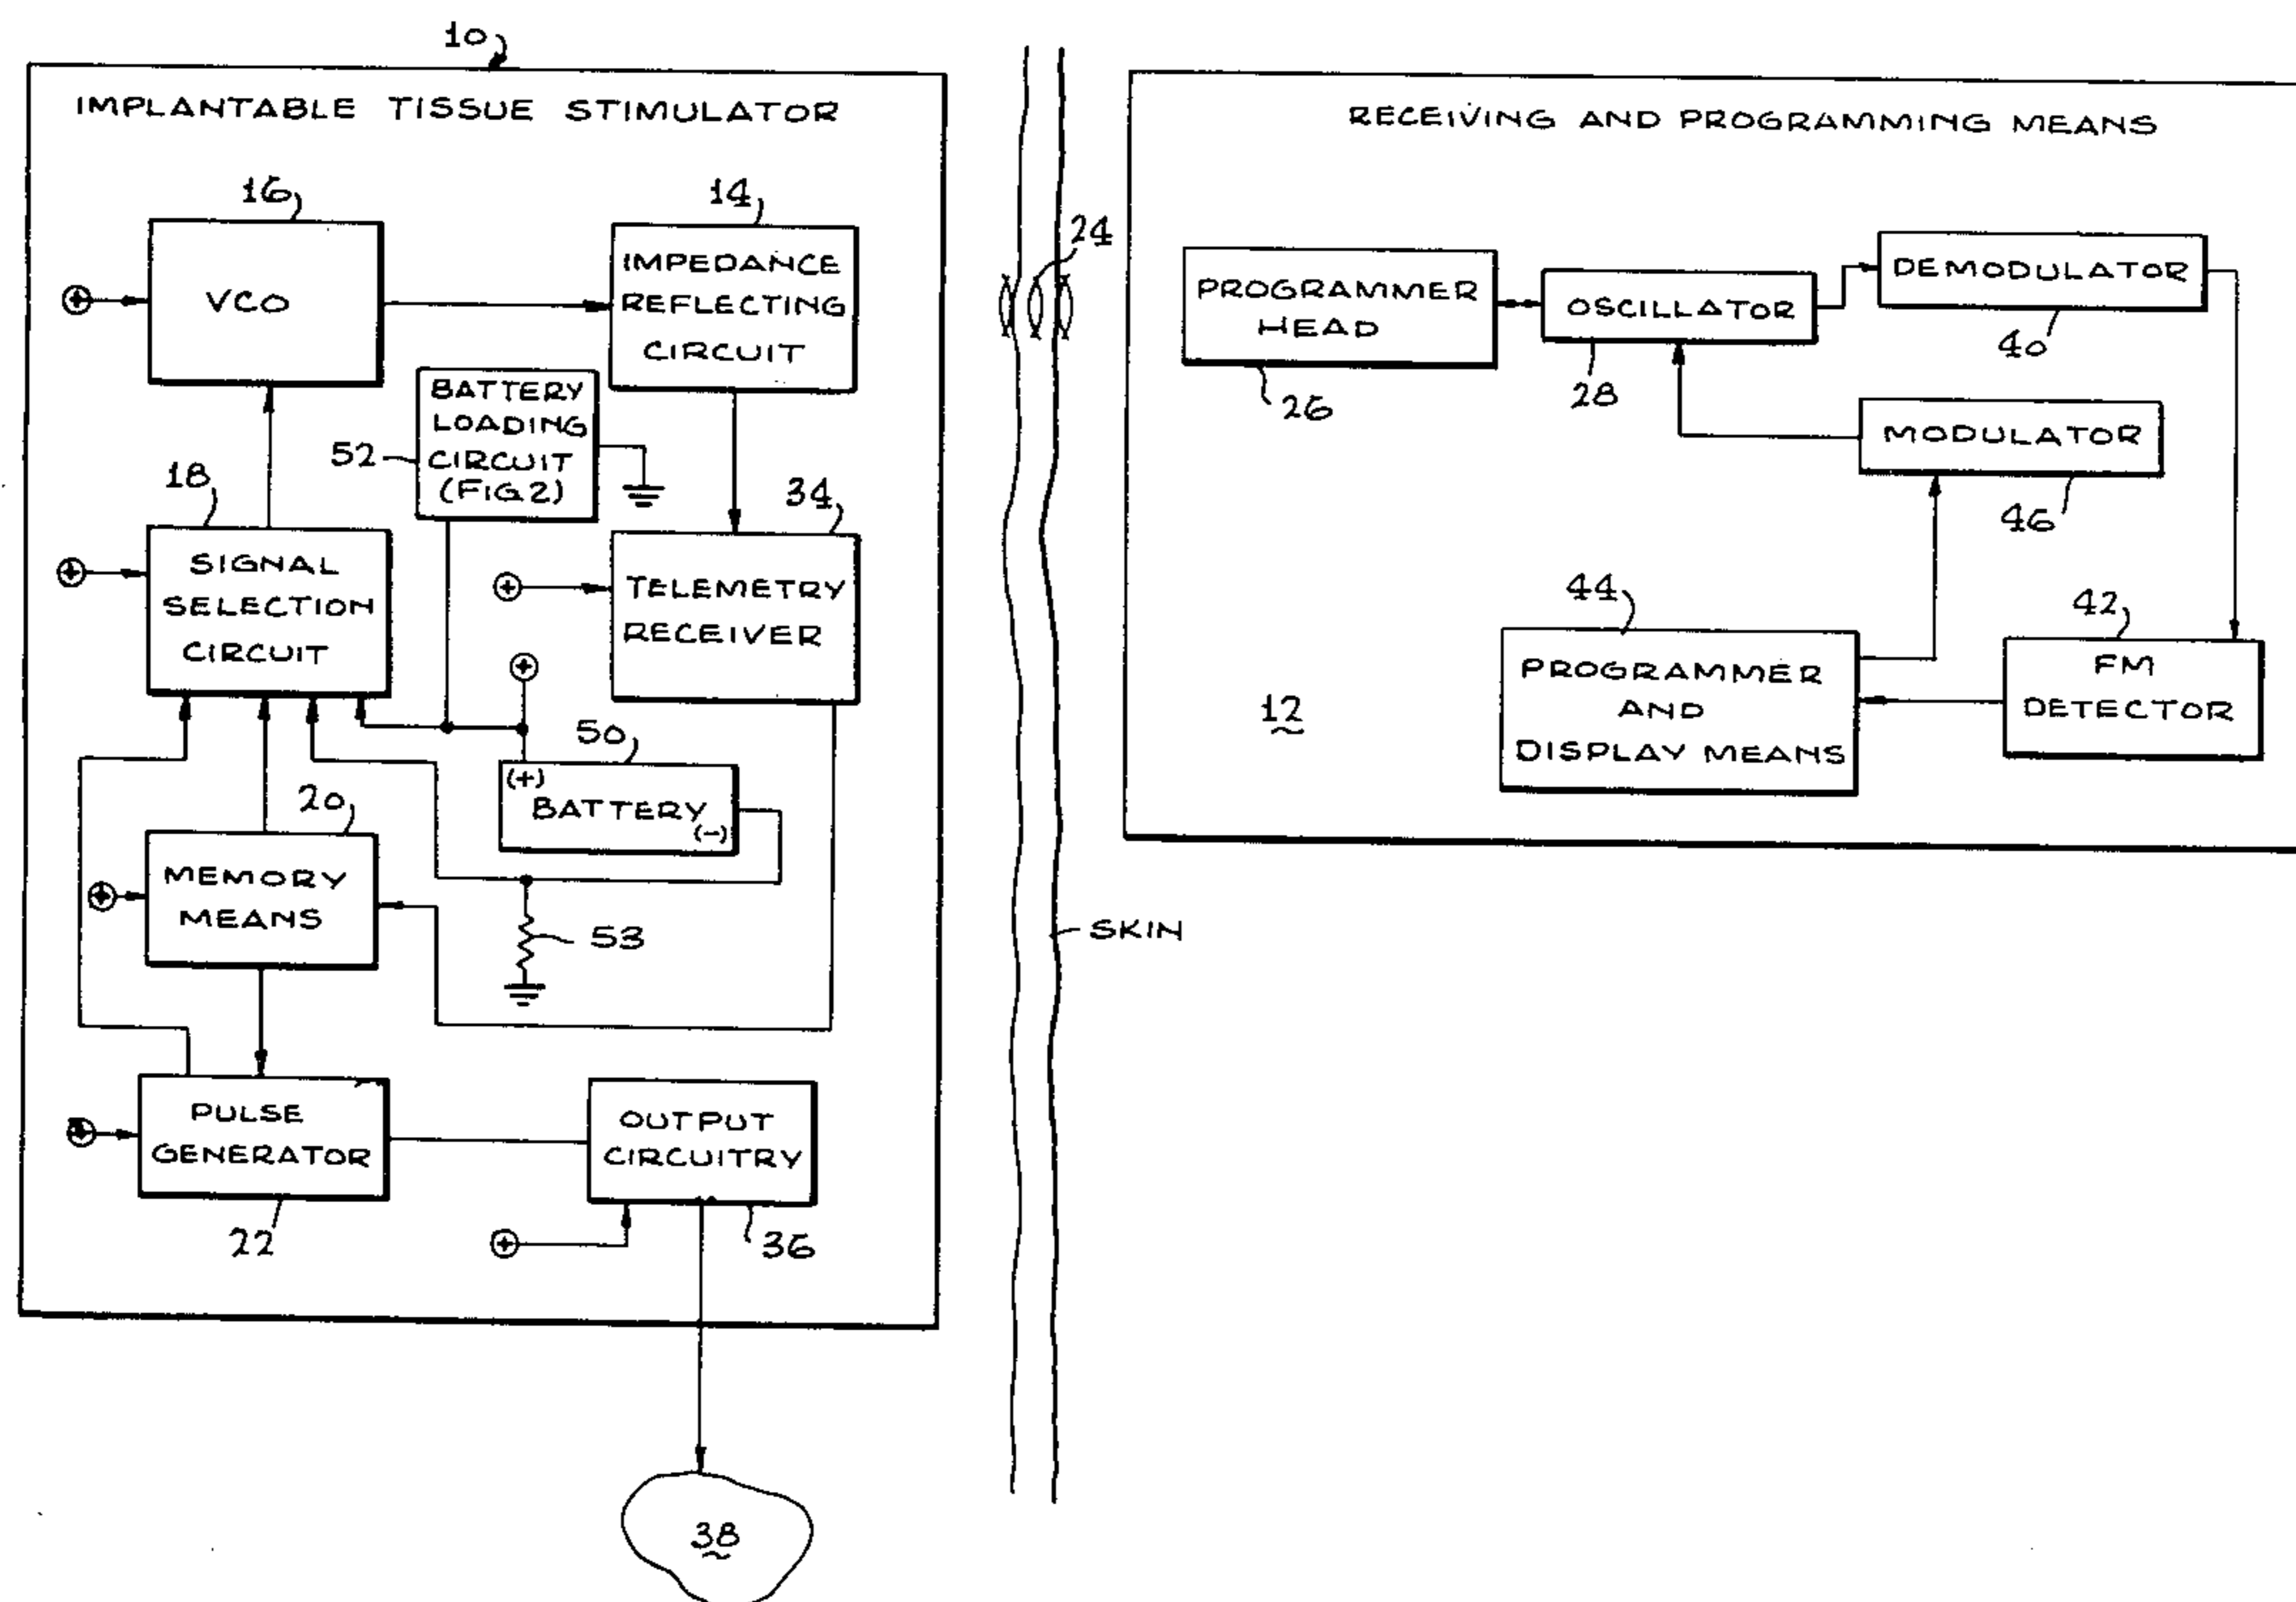 10
IMPLANTABLE TISSUE STIMULATOR
16
VCO
14
IMPEDANCE
REFLECTING
CIRCUIT
BATTERY
LOADING
CIRCUIT
(FIG. 2)
52
18
SIGNAL
SELECTION
CIRCUIT
34
TELEMETRY
RECEIVER
+
+
+
+
50
(+)
BATTERY
(-)
20
MEMORY
MEANS
+
53
PULSE
GENERATOR
22
OUTPUT
CIRCUITRY
+
36
38
24
SKIN
RECEIVING AND PROGRAMMING MEANS
PROGRAMMER
HEAD
26
OSCILLATOR
28
DEMODULATOR
40
MODULATOR
46
44
PROGRAMMER
AND
DISPLAY MEANS
42
FM
DETECTOR
12